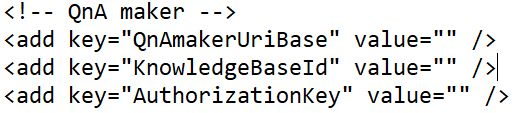 <!-- QnA maker -->
<add key="QnAmakerUriBase" value="" />
<add key="KnowledgeBaseId" value="" />
<add key="AuthorizationKey" value="" />